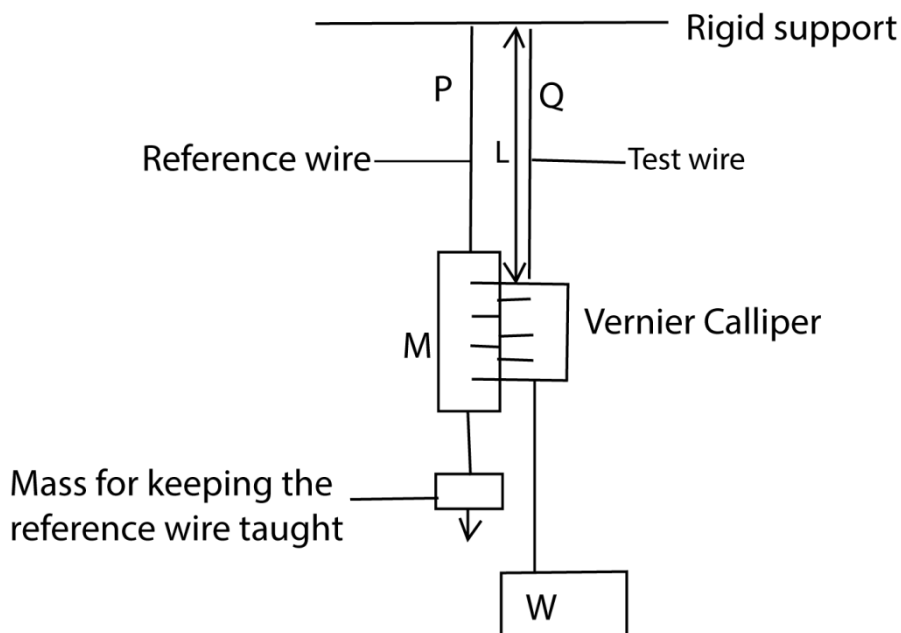 Rigid support
P
Q
Reference wire
L
Test wire
Vernier Calliper
M
Mass for keeping the
reference wire taught
W